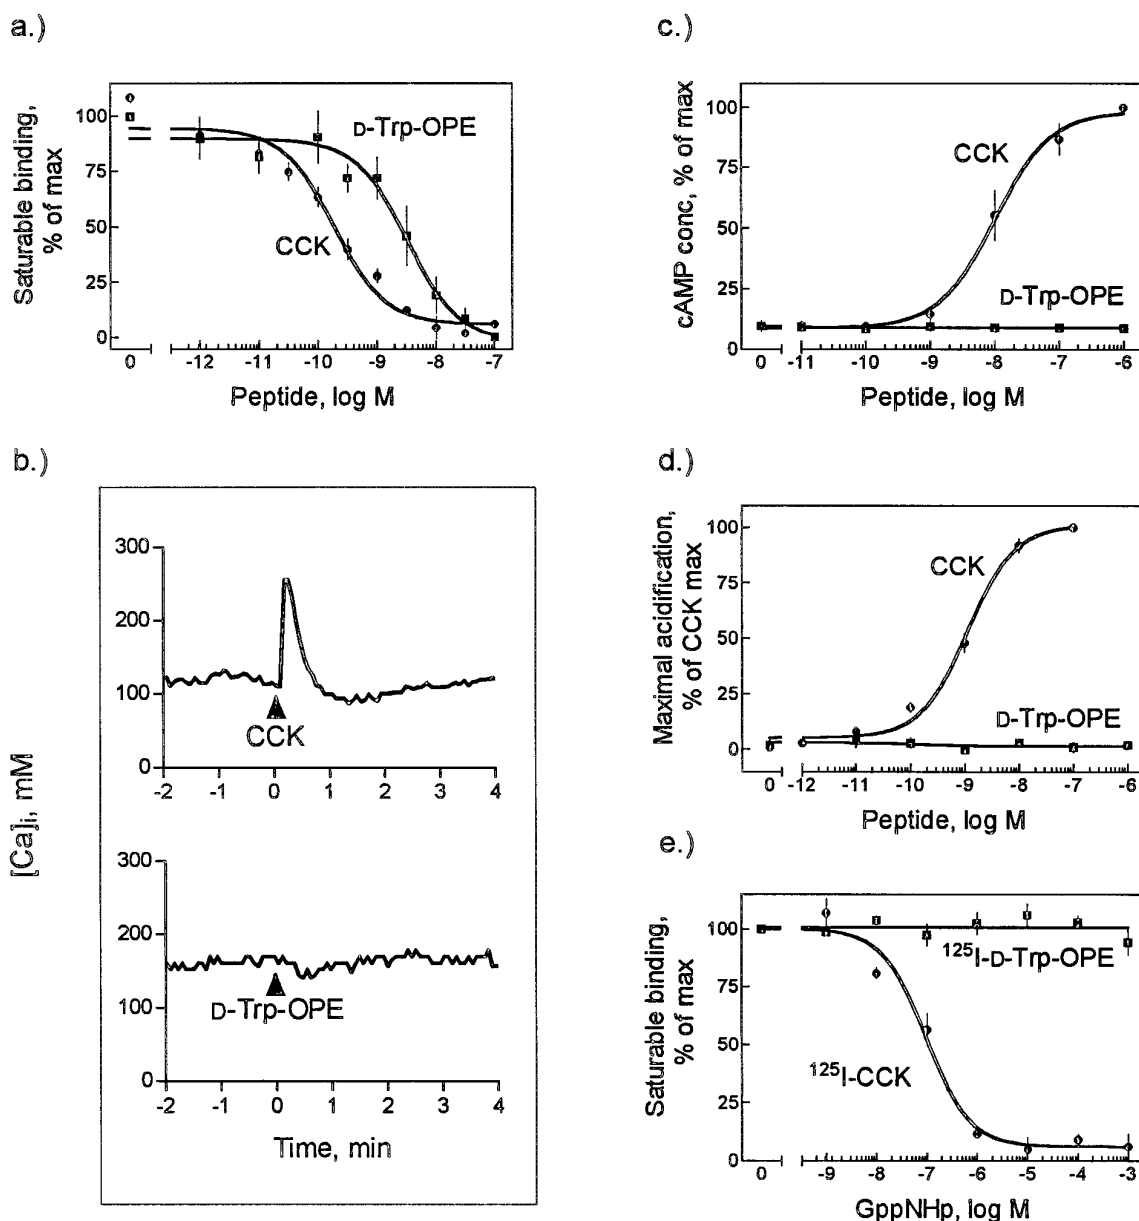 a.)
Saturable binding,
% of max
100
75
50
25
0
D-Trp-OPE
CCK
0 -12 -11 -10 -9 -8 -7
Peptide, log M
b.)
[Ca]i, mM
300
200
100
0
CCK
-2 -1 0 1 2 3 4
300
200
100
0
D-Trp-OPE
-2 -1 0 1 2 3 4
Time, min
c.)
cAMP conc, % of max
100
75
50
25
0
CCK
D-Trp-OPE
0 -11 -10 -9 -8 -7 -6
Peptide, log M
d.)
Maximal acidification,
% of CCK max
100
75
50
25
0
CCK
D-Trp-OPE
0 -12 -11 -10 -9 -8 -7 -6
Peptide, log M
e.)
Saturable binding,
% of max
100
75
50
25
0
125I-D-Trp-OPE
125I-CCK
0 -9 -8 -7 -6 -5 -4 -3
GppNHp, log M